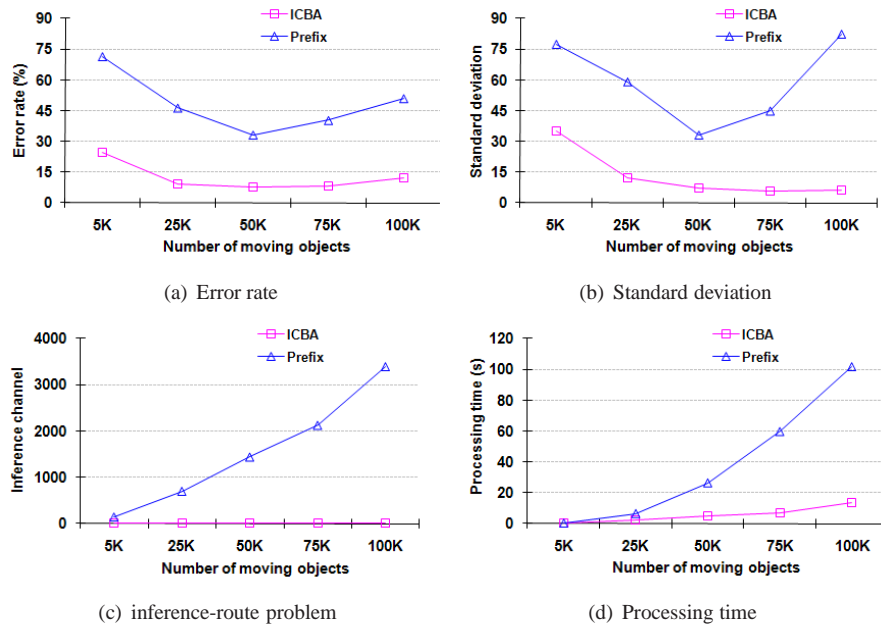 ICBA
Prefix
Error rate (%)
90
75
60
45
30
15
0
5K 25K 50K 75K 100K
Number of moving objects
(a) Error rate
ICBA
Prefix
Standard deviation
90
75
60
45
30
15
0
5K 25K 50K 75K 100K
Number of moving objects
(b) Standard deviation
ICBA
Prefix
Inference channel
4000
3000
2000
1000
0
5K 25K 50K 75K 100K
Number of moving objects
(c) inference-route problem
ICBA
Prefix
Processing time (s)
120
100
80
60
40
20
0
5K 25K 50K 75K 100K
Number of moving objects
(d) Processing time